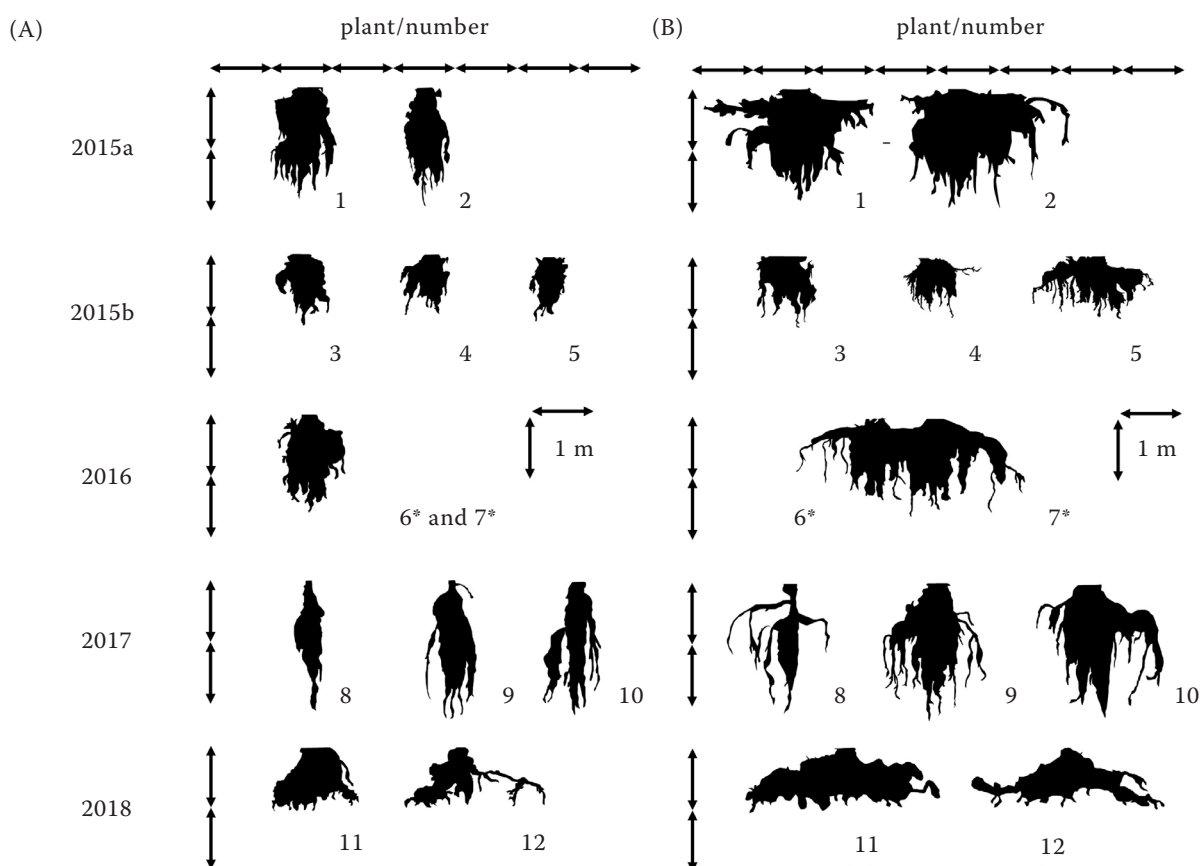 (A) plant/number (B) plant/number
2015a
1 2 - 1 2
2015b
3 4 5 3 4 5
1 m 1 m
2016
6* and 7* 6* 7*
2017
8 9 10 8 9 10
2018
11 12 11 12